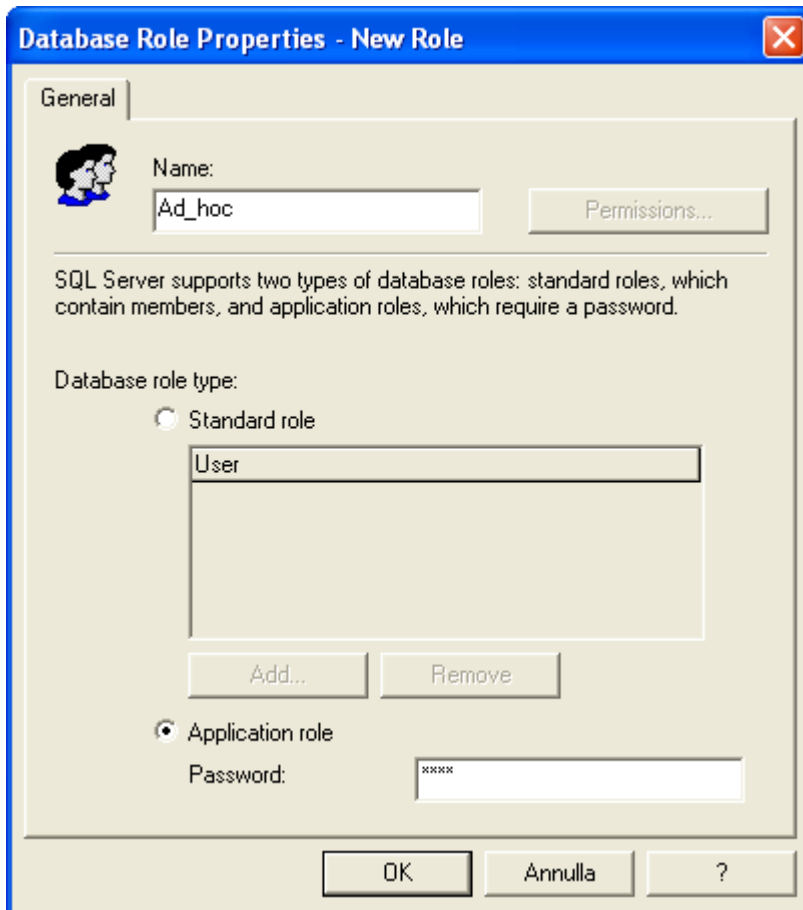 Database Role Properties - New Role
General
Name:
Ad_hoc
Permissions...
SQL Server supports two types of database roles: standard roles, which
contain members, and application roles, which require a password.
Database role type:
Standard role
User
Add...
Remove
Application role
Password:
****
OK
Annulla
?